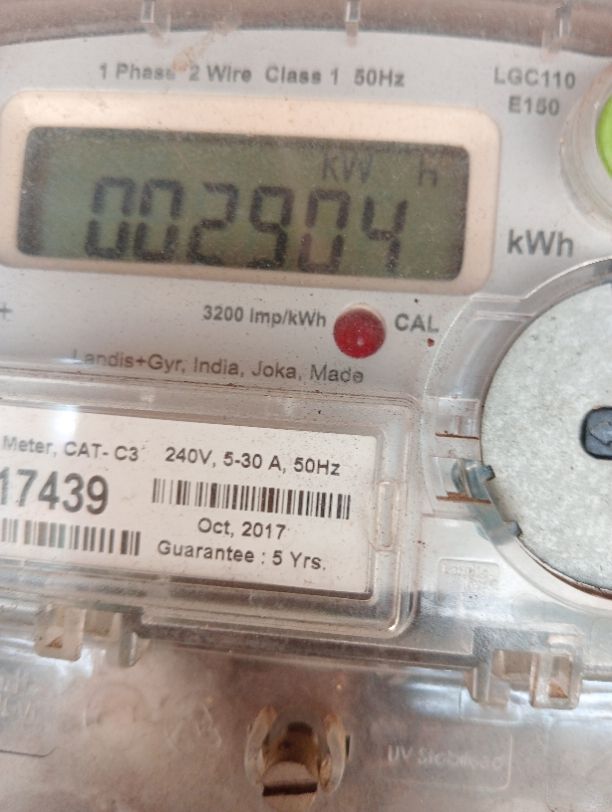 1 Phase 2 Wire Class 1 50Hz
LGC110
E150
kW h
002904
kWh
3200 Imp/kWh
CAL
Landis+Gyr, India, Joka, Made
Meter, CAT- C3 240V, 5-30 A, 50Hz
17439
Oct, 2017
Guarantee : 5 Yrs.
UV Stabilised